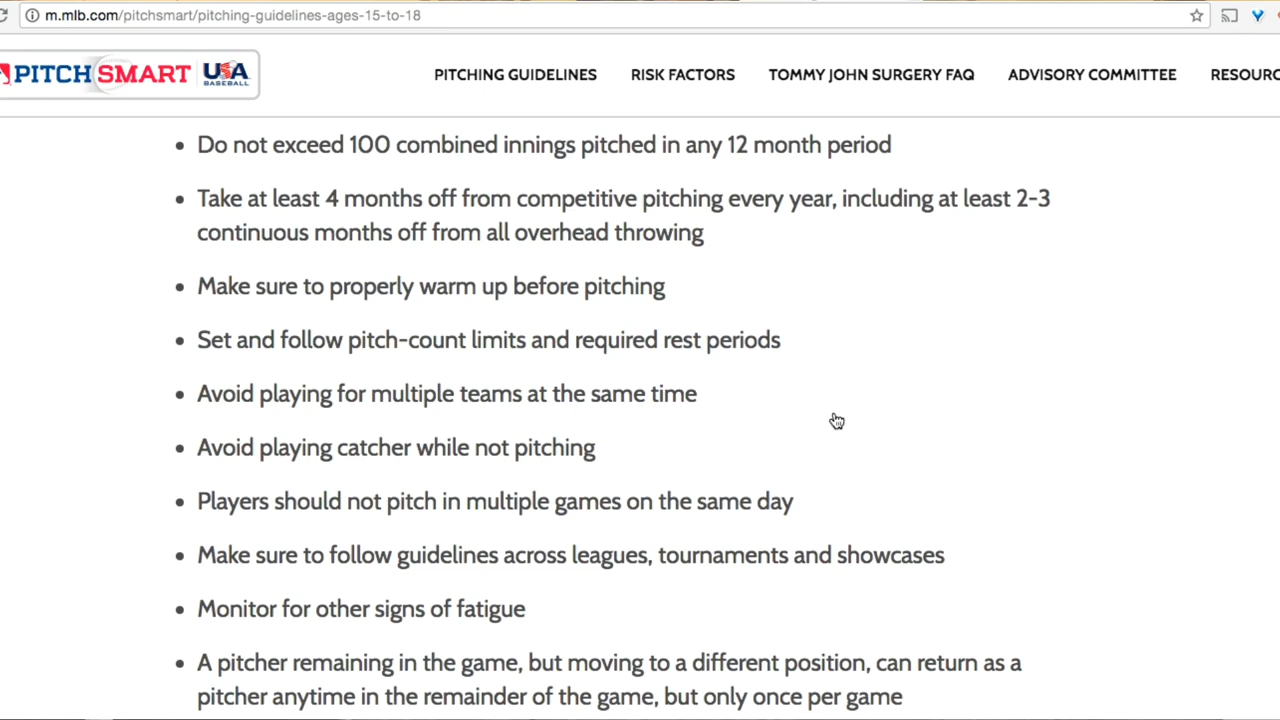 m.mlb.com/pitchsmart/pitching-guidelines-ages-15-to-18
PITCHSMART USA BASEBALL
PITCHING GUIDELINES RISK FACTORS TOMMY JOHN SURGERY FAQ ADVISORY COMMITTEE RESOURC
• Do not exceed 100 combined innings pitched in any 12 month period
• Take at least 4 months off from competitive pitching every year, including at least 2-3
continuous months off from all overhead throwing
• Make sure to properly warm up before pitching
• Set and follow pitch-count limits and required rest periods
• Avoid playing for multiple teams at the same time
• Avoid playing catcher while not pitching
• Players should not pitch in multiple games on the same day
• Make sure to follow guidelines across leagues, tournaments and showcases
• Monitor for other signs of fatigue
• A pitcher remaining in the game, but moving to a different position, can return as a
pitcher anytime in the remainder of the game, but only once per game